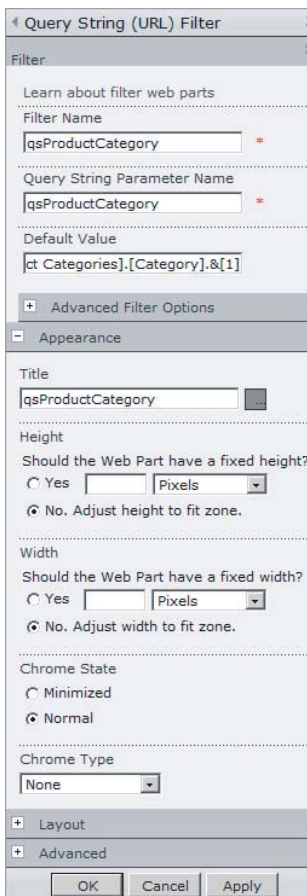 Query String (URL) Filter
Filter
Learn about filter web parts
Filter Name
qsProductCategory *
Query String Parameter Name
qsProductCategory *
Default Value
ct Categories].[Category].&[1]
+ Advanced Filter Options
- Appearance
Title
qsProductCategory ...
Height
Should the Web Part have a fixed height?
Yes Pixels
No. Adjust height to fit zone.
Width
Should the Web Part have a fixed width?
Yes Pixels
No. Adjust width to fit zone.
Chrome State
Minimized
Normal
Chrome Type
None
+ Layout
+ Advanced
OK Cancel Apply